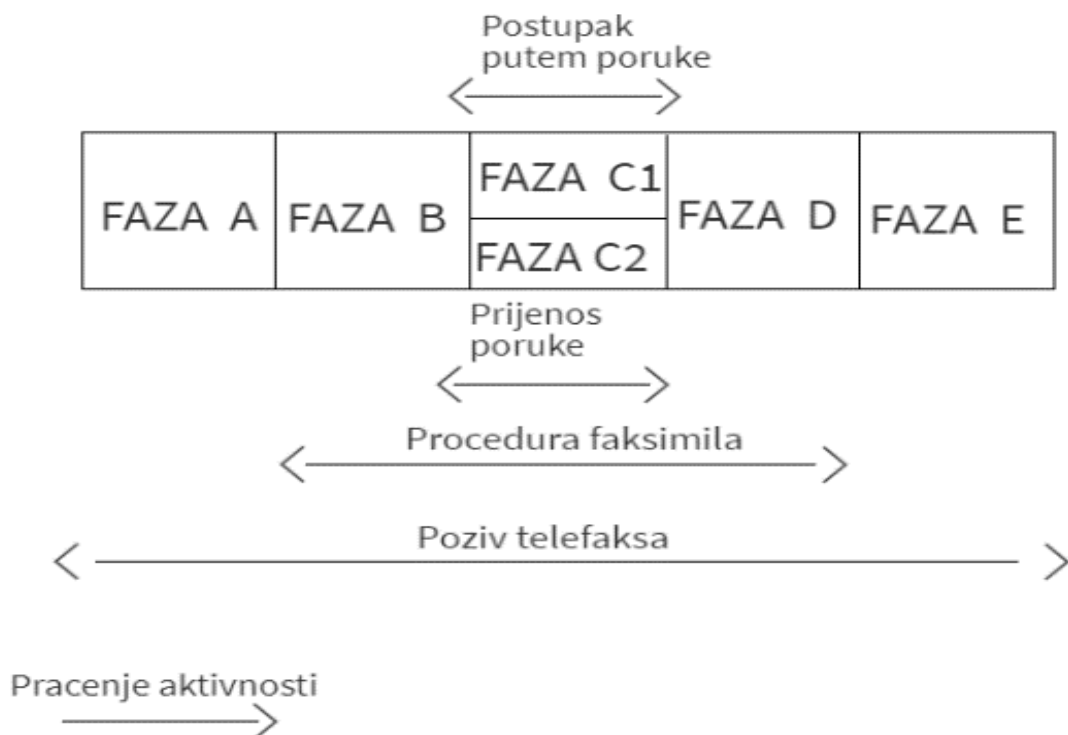 Postupak
putem poruke
FAZA A
FAZA B
FAZA C1
FAZA C2
FAZA D
FAZA E
Prijenos
poruke
Procedura faksimila
Poziv telefaksa
Pracenje aktivnosti